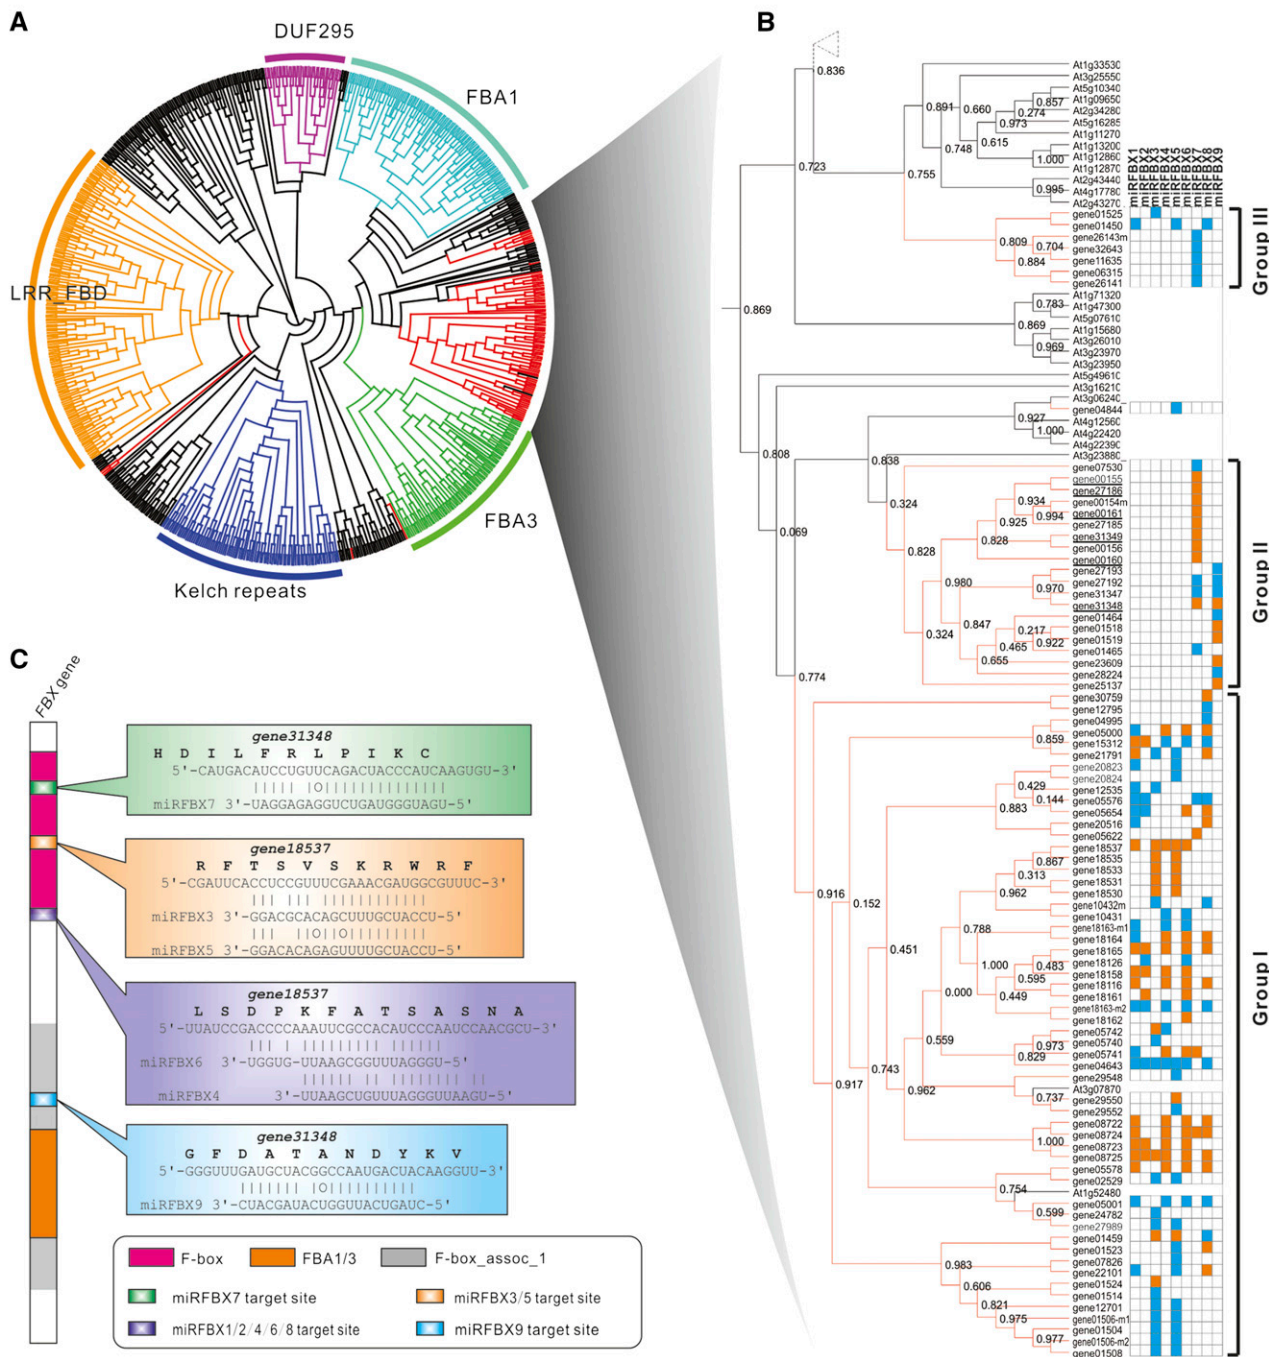 A
DUF295
FBA1
LRR_FBD
FBA3
Kelch repeats
B
miRFBX1
miRFBX2
miRFBX3
miRFBX4
miRFBX5
miRFBX6
miRFBX7
miRFBX8
miRFBX9
0.836
0.723
0.869
0.755
0.891
0.660
0.748
0.615
0.973
0.274
0.857
1.000
0.995
0.809
0.704
0.884
0.783
0.869
0.969
0.808
0.069
0.774
0.838
0.927
1.000
0.324
0.828
0.934
0.925
0.994
0.828
0.980
0.970
0.324
0.847
0.217
0.465
0.922
0.655
0.916
0.859
0.152
0.429
0.144
0.883
0.867
0.313
0.962
0.451
0.788
1.000
0.483
0.595
0.449
0.000
0.559
0.973
0.829
0.743
0.962
0.917
0.737
1.000
0.754
0.599
0.983
0.606
0.821
0.975
0.977
At1g33530
At3g25550
At5g10340
At1g09650
At2g34280
At5g16285
At1g11270
At1g13200
At1g12860
At1g12870
At2g43440
At4g17780
At2g43270
gene01525
gene01450
gene26143m
gene32643
gene11635
gene06315
gene26141
At1g71320
At1g47300
At5g07610
At1g15680
At3g26010
At3g23970
At3g23950
At5g49610
At3g16210
At3g06240
gene04844
At4g12560
At4g22420
At4g22390
At3g23880
gene07530
gene00155
gene27186
gene00154m
gene00161
gene27185
gene31349
gene00156
gene00160
gene27193
gene27192
gene31347
gene31348
gene01464
gene01518
gene01519
gene01465
gene23609
gene28224
gene25137
gene30759
gene12795
gene04995
gene05000
gene15312
gene21791
gene20823
gene20824
gene12535
gene05576
gene05654
gene20516
gene05622
gene18537
gene18535
gene18533
gene18531
gene18530
gene10432m
gene10431
gene18163-m1
gene18164
gene18165
gene18126
gene18158
gene18116
gene18161
gene18163-m2
gene18162
gene05742
gene05740
gene05741
gene04643
gene29548
At3g07870
gene29550
gene29552
gene08722
gene08724
gene08723
gene08725
gene05578
gene02529
At1g52480
gene05001
gene24782
gene27989
gene01459
gene01523
gene07826
gene22101
gene01524
gene01514
gene12701
gene01506-m1
gene01504
gene01506-m2
gene01508
Group III
Group II
Group I
C
FBX gene
gene31348
H D I L F R L P I K C
5'-CAUGACAUCCUGUUCAGACUACCCAUCAAGUGU-3'
miRFBX7 3'-UAGGAGAGGUCUGAUGGGUAGU-5'
gene18537
R F T S V S K R W R F
5'-CGAUUCACCUCCGUUUCGAAACGAUGGCGUUUC-3'
miRFBX3 3'-GGACGCACAGCUUUGCUACCU-5'
miRFBX5 3'-GGACACAGAGUUUUGCUACCU-5'
gene18537
L S D P K F A T S A S N A
5'-UUAUCCGACCCCAAAUUCGCCACAUCCCAAUCCAACGCU-3'
miRFBX6 3'-UGGUG-UUAAGCGGUUUAGGGU-5'
miRFBX4 3'-UUAAGCUGUUUAGGGUUAAGU-5'
gene31348
G F D A T A N D Y K V
5'-GGGUUUGAUGCUACGGCCAAUGACUACAAGGUU-3'
miRFBX9 3'-CUACGAUACUGGUUACUGAUC-5'
F-box
FBA1/3
F-box_assoc_1
miRFBX7 target site
miRFBX3/5 target site
miRFBX1/2/4/6/8 target site
miRFBX9 target site